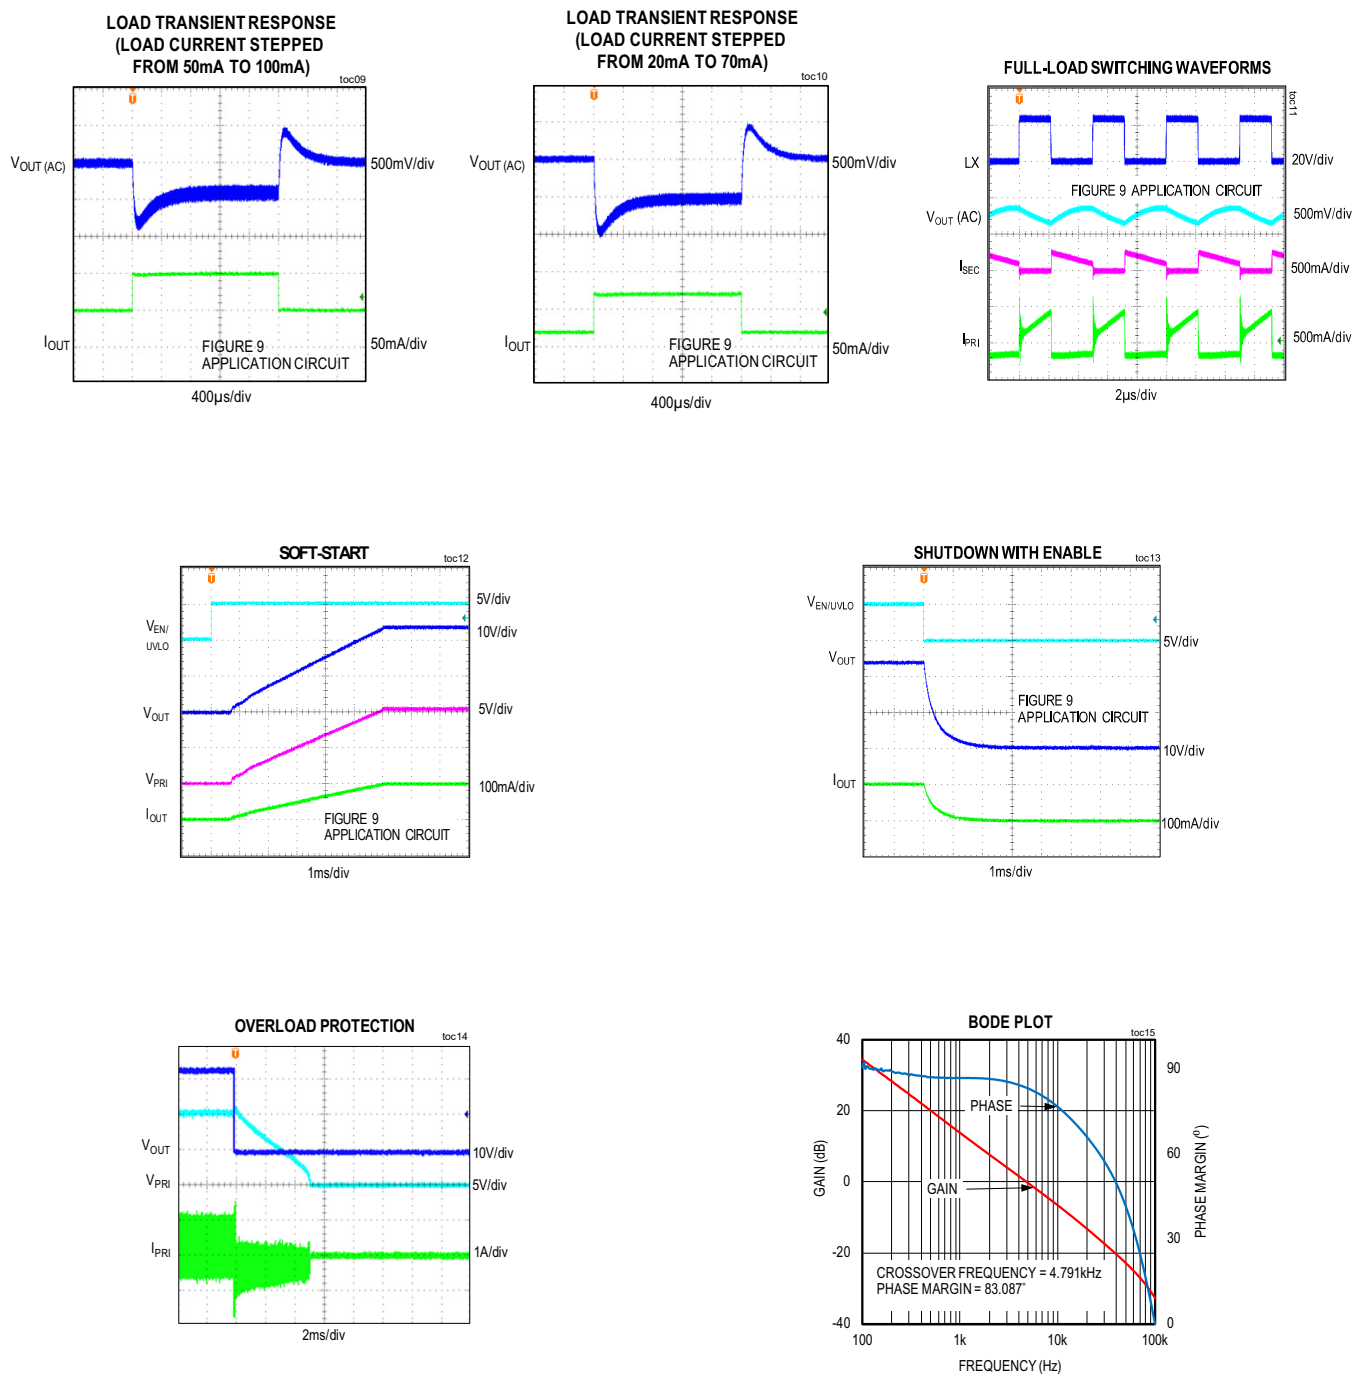 LOAD TRANSIENT RESPONSE
(LOAD CURRENT STEPPED
FROM 50mA TO 100mA)
toc09
T
VOUT (AC)
500mV/div
IOUT
50mA/div
FIGURE 9
APPLICATION CIRCUIT
400µs/div
LOAD TRANSIENT RESPONSE
(LOAD CURRENT STEPPED
FROM 20mA TO 70mA)
toc10
T
VOUT (AC)
500mV/div
IOUT
50mA/div
FIGURE 9
APPLICATION CIRCUIT
400µs/div
FULL-LOAD SWITCHING WAVEFORMS
toc11
T
LX
20V/div
FIGURE 9 APPLICATION CIRCUIT
VOUT (AC)
500mV/div
ISEC
500mA/div
IPRI
500mA/div
2µs/div
SOFT-START
toc12
T
VEN/
UVLO
5V/div
10V/div
VOUT
5V/div
VPRI
100mA/div
IOUT
FIGURE 9
APPLICATION CIRCUIT
1ms/div
SHUTDOWN WITH ENABLE
toc13
T
VEN/UVLO
5V/div
VOUT
FIGURE 9
APPLICATION CIRCUIT
10V/div
IOUT
100mA/div
1ms/div
OVERLOAD PROTECTION
toc14
T
VOUT
10V/div
VPRI
5V/div
IPRI
1A/div
2ms/div
BODE PLOT
toc15
40
20
0
-20
-40
GAIN (dB)
90
60
30
0
PHASE MARGIN (⁰)
PHASE
GAIN
CROSSOVER FREQUENCY = 4.791kHz
PHASE MARGIN = 83.087°
100
1k
10k
100k
FREQUENCY (Hz)